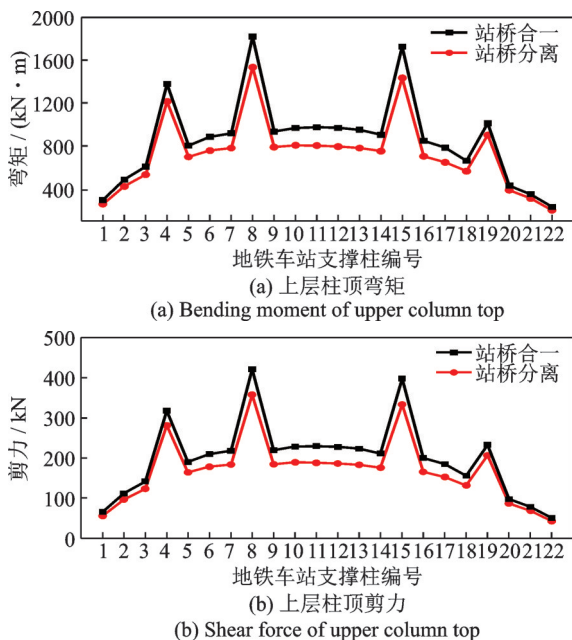 2000
1600
1200
800
400
弯矩 / (kN·m)
站桥合一
站桥分离
1 2 3 4 5 6 7 8 9 10 11 12 13 14 15 16 17 18 19 20 21 22
地铁车站支撑柱编号
(a) 上层柱顶弯矩
(a) Bending moment of upper column top
500
400
300
200
100
0
剪力 / kN
站桥合一
站桥分离
1 2 3 4 5 6 7 8 9 10 11 12 13 14 15 16 17 18 19 20 21 22
地铁车站支撑柱编号
(b) 上层柱顶剪力
(b) Shear force of upper column top